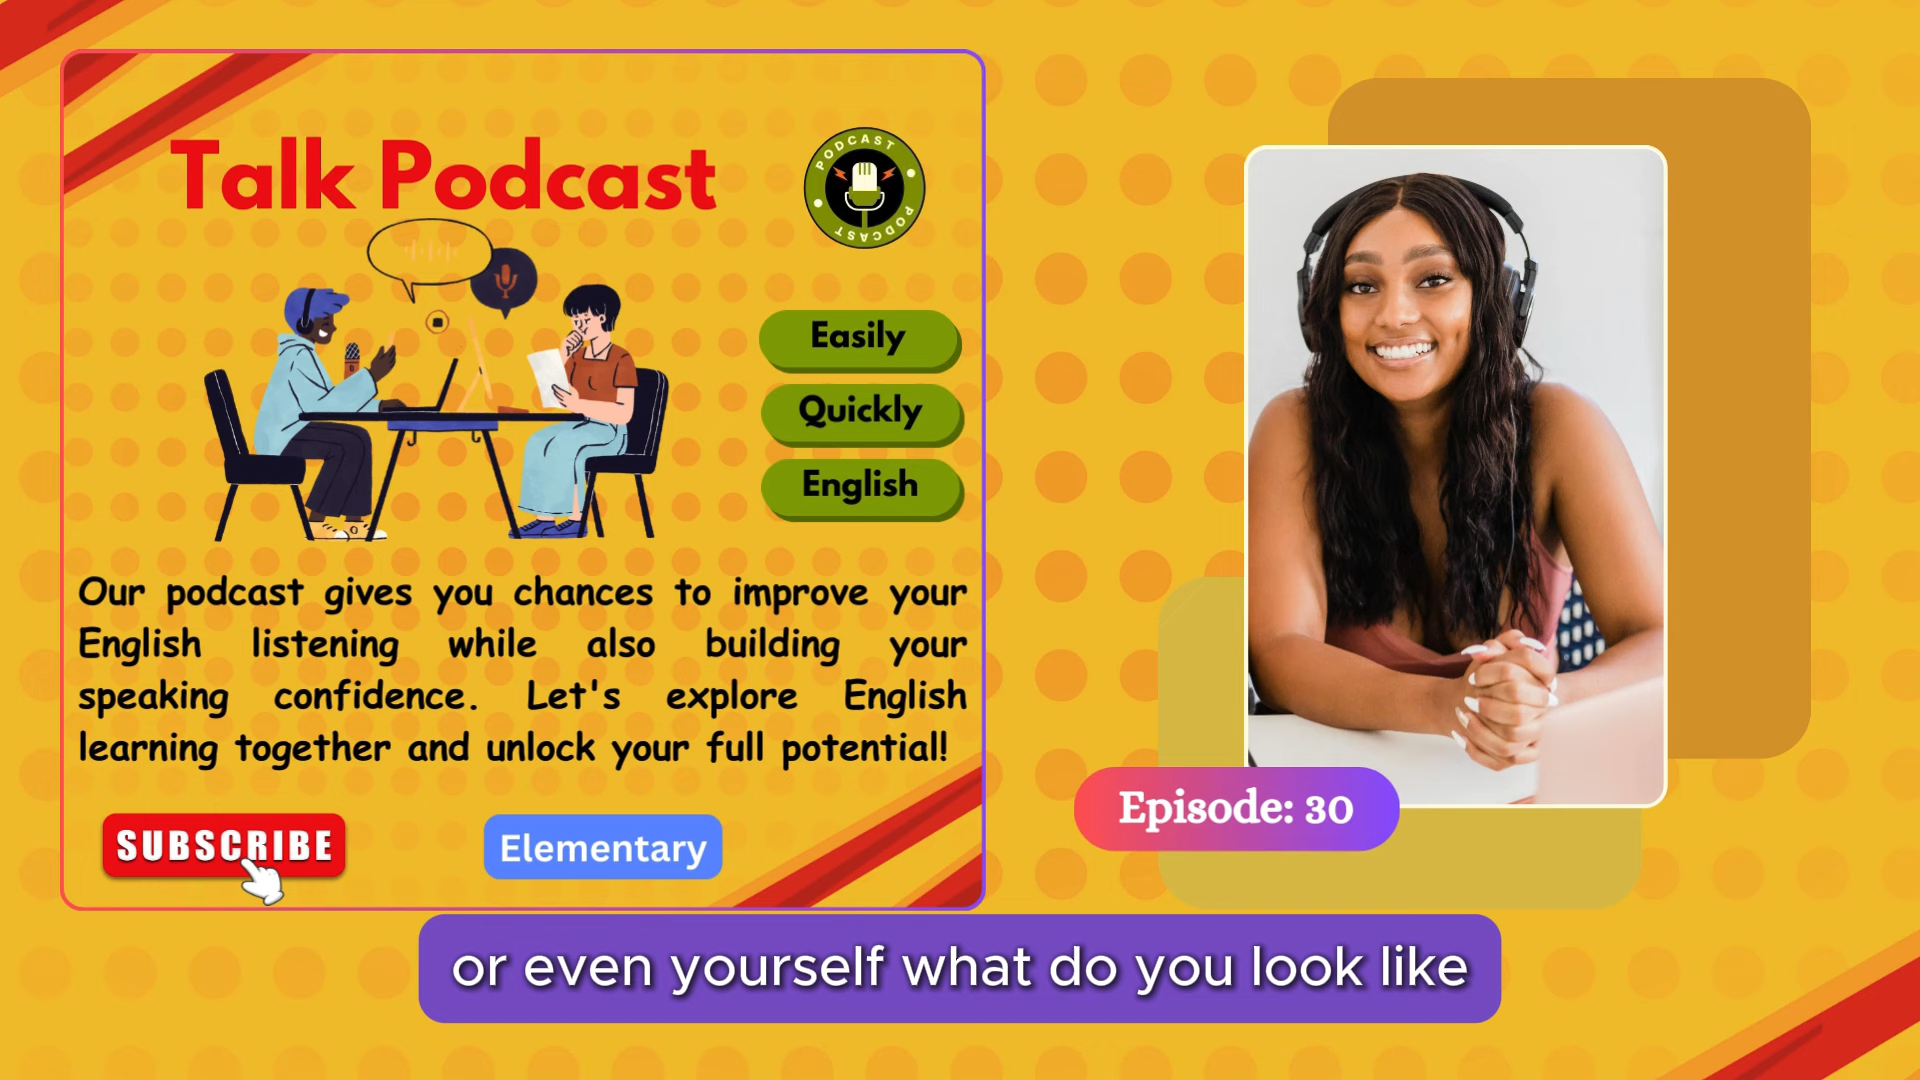 Talk Podcast
PODCAST
PODCAST
Easily
Quickly
English
Our podcast gives you chances to improve your
English listening while also building your
speaking confidence. Let's explore English
learning together and unlock your full potential!
SUBSCRIBE
Elementary
Episode: 30
or even yourself what do you look like